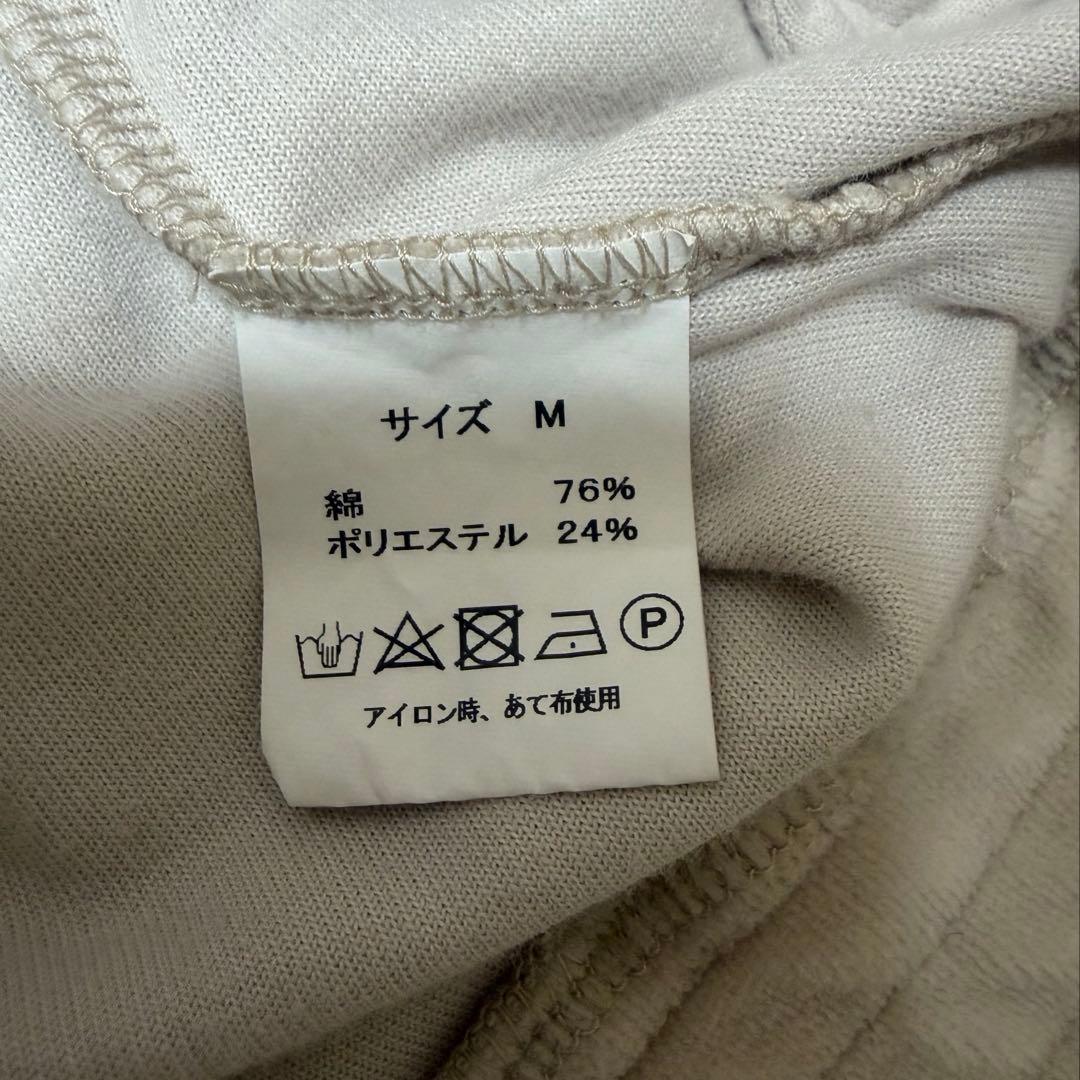 サイズ M
綿 76%
ポリエステル 24%
P
アイロン時、あて布使用